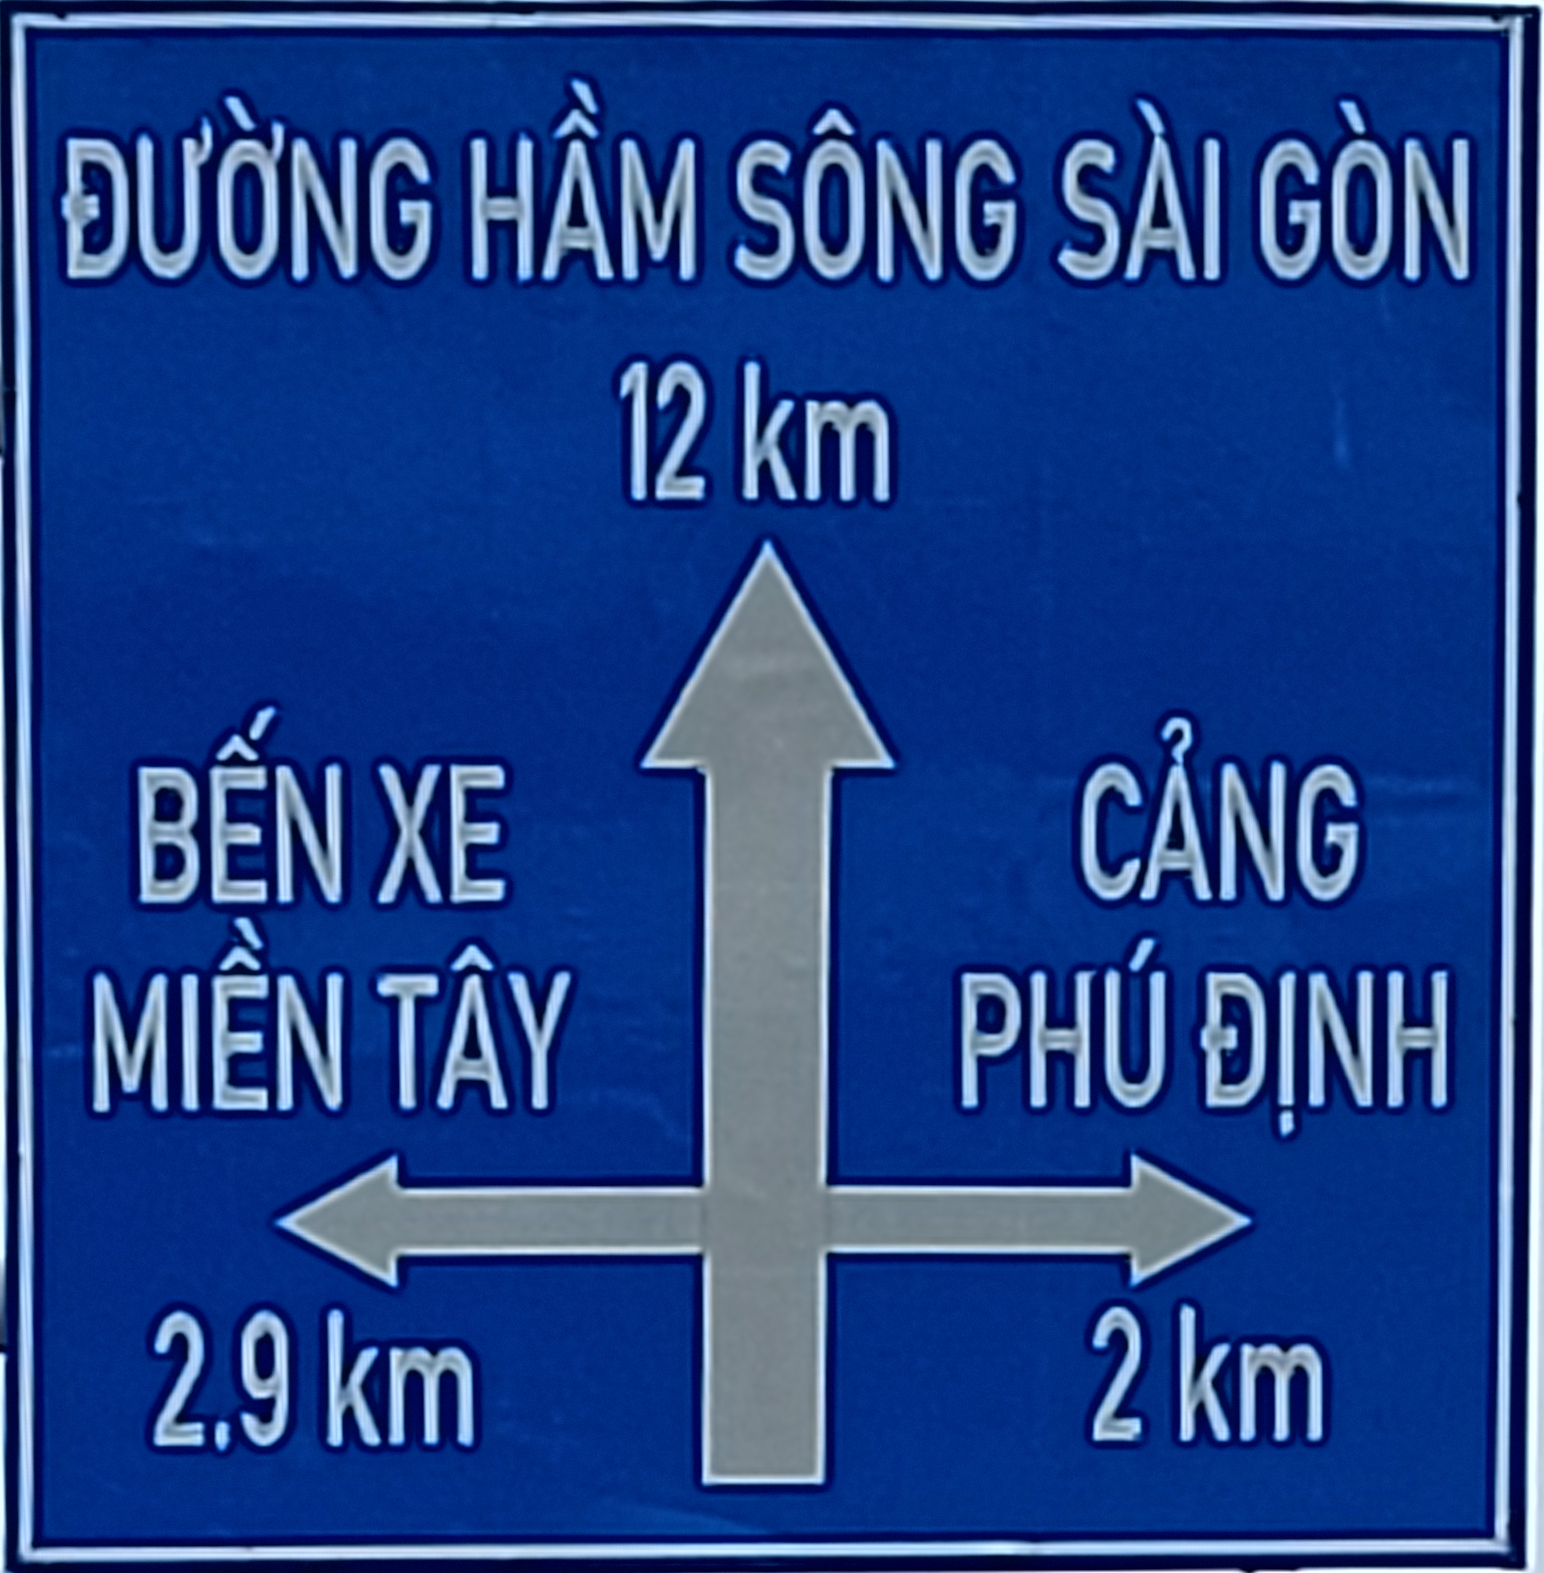 ĐƯỜNG HẦM SÔNG SÀI GÒN
12 km
BẾN XE
MIỀN TÂY
2,9 km
CẢNG
PHÚ ĐỊNH
2 km